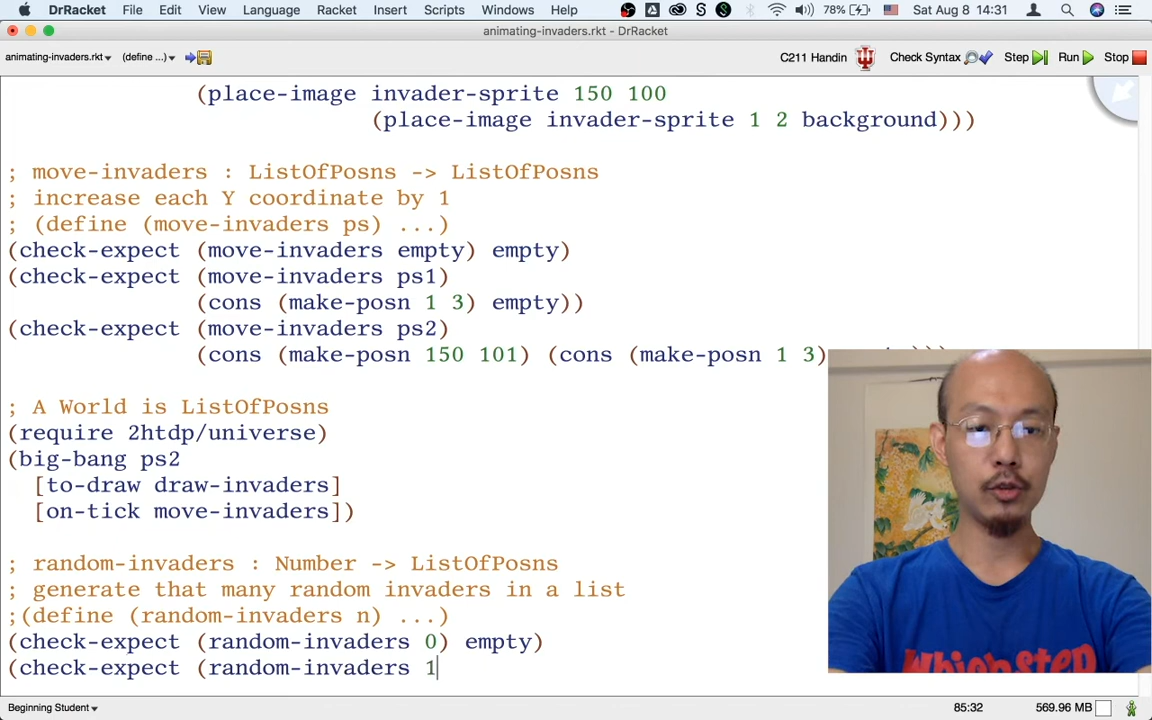 DrRacket File Edit View Language Racket Insert Scripts Windows Help 78% Sat Aug 8 14:31
animating-invaders.rkt - DrRacket
animating-invaders.rkt (define ...) C211 Handin Check Syntax Step Run Stop
(place-image invader-sprite 150 100
(place-image invader-sprite 1 2 background)))
; move-invaders : ListOfPosns -> ListOfPosns
; increase each Y coordinate by 1
; (define (move-invaders ps) ...)
(check-expect (move-invaders empty) empty)
(check-expect (move-invaders ps1)
(cons (make-posn 1 3) empty))
(check-expect (move-invaders ps2)
(cons (make-posn 150 101) (cons (make-posn 1 3)
; A World is ListOfPosns
(require 2htdp/universe)
(big-bang ps2
[to-draw draw-invaders]
[on-tick move-invaders])
; random-invaders : Number -> ListOfPosns
; generate that many random invaders in a list
;(define (random-invaders n) ...)
(check-expect (random-invaders 0) empty)
(check-expect (random-invaders 1
Which Step
Beginning Student 85:32 569.96 MB